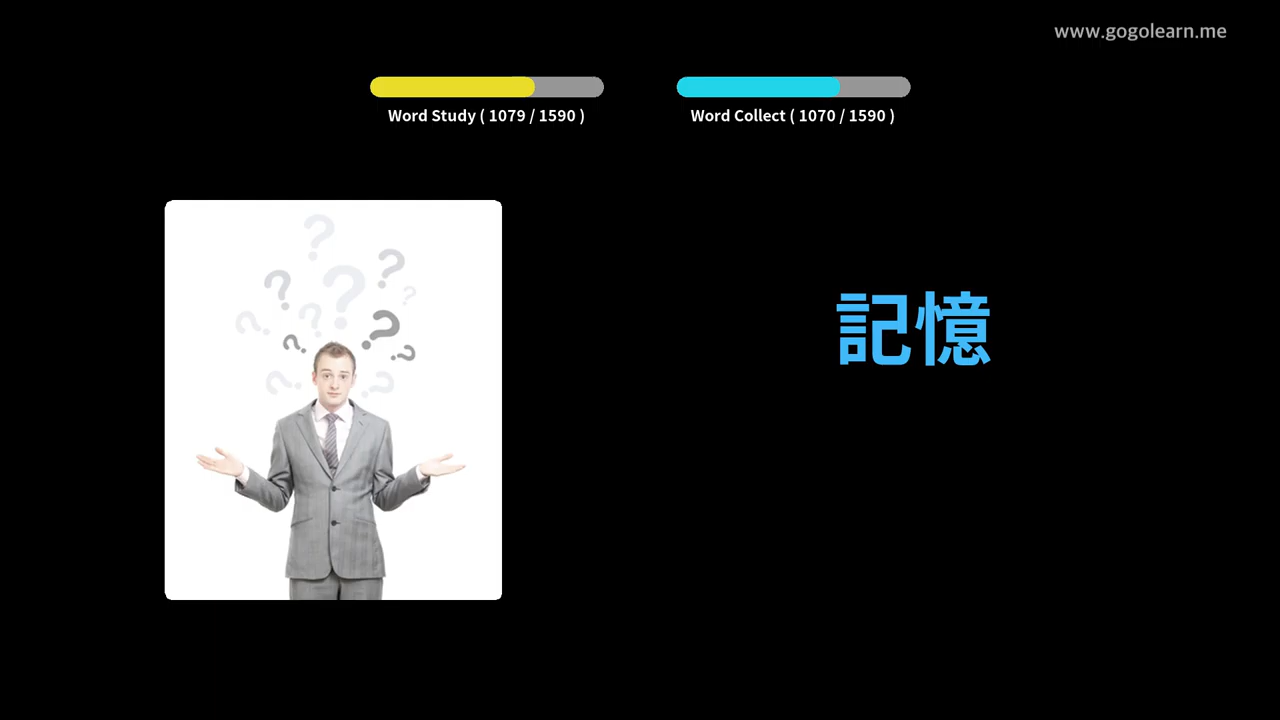 www.gogolearn.me
Word Study ( 1079 / 1590 )
Word Collect ( 1070 / 1590 )
? ? ? ? ? ? ? ? ? ? ? ?
記憶